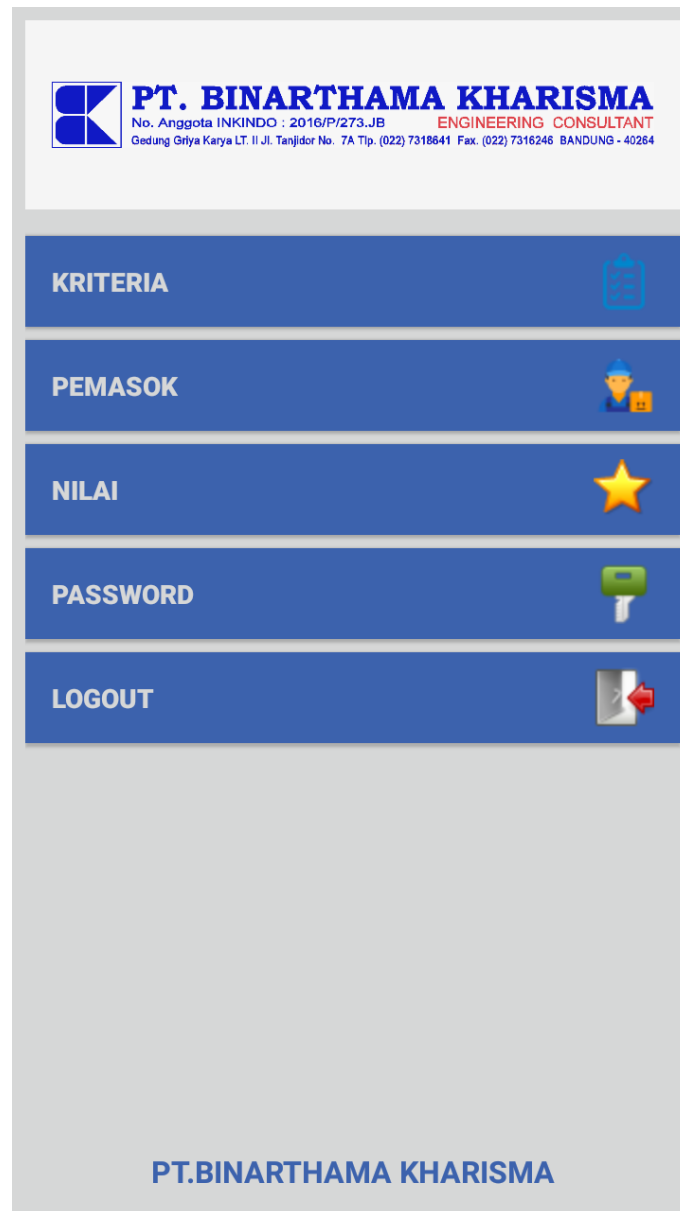 PT. BINARTHAMA KHARISMA
No. Anggota INKINDO : 2016/P/273.JB ENGINEERING CONSULTANT
Gedung Griya Karya LT. II Jl. Tanjidor No. 7A Tlp. (022) 7318641 Fax. (022) 7316246 BANDUNG - 40264
KRITERIA
PEMASOK
NILAI
PASSWORD
LOGOUT
PT.BINARTHAMA KHARISMA